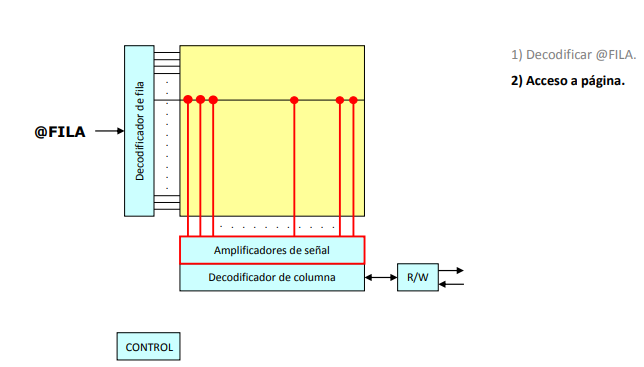 1) Decodificar @FILA.
2) Acceso a página.
Decodificador de fila
@FILA
Amplificadores de señal
Decodificador de columna
R/W
CONTROL